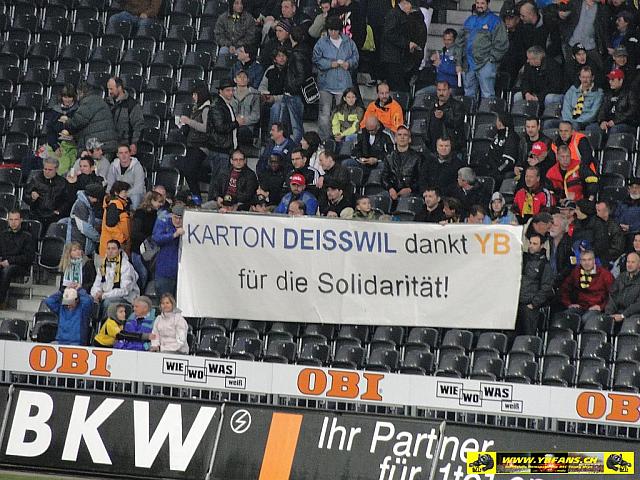 KARTON DEISSWIL dankt YB
für die Solidarität!
OBI WIE WO WAS weiß OBI WIE WO WAS weiß OBI
BKW Ihr Partner
für
WWW.YBFANS.CH